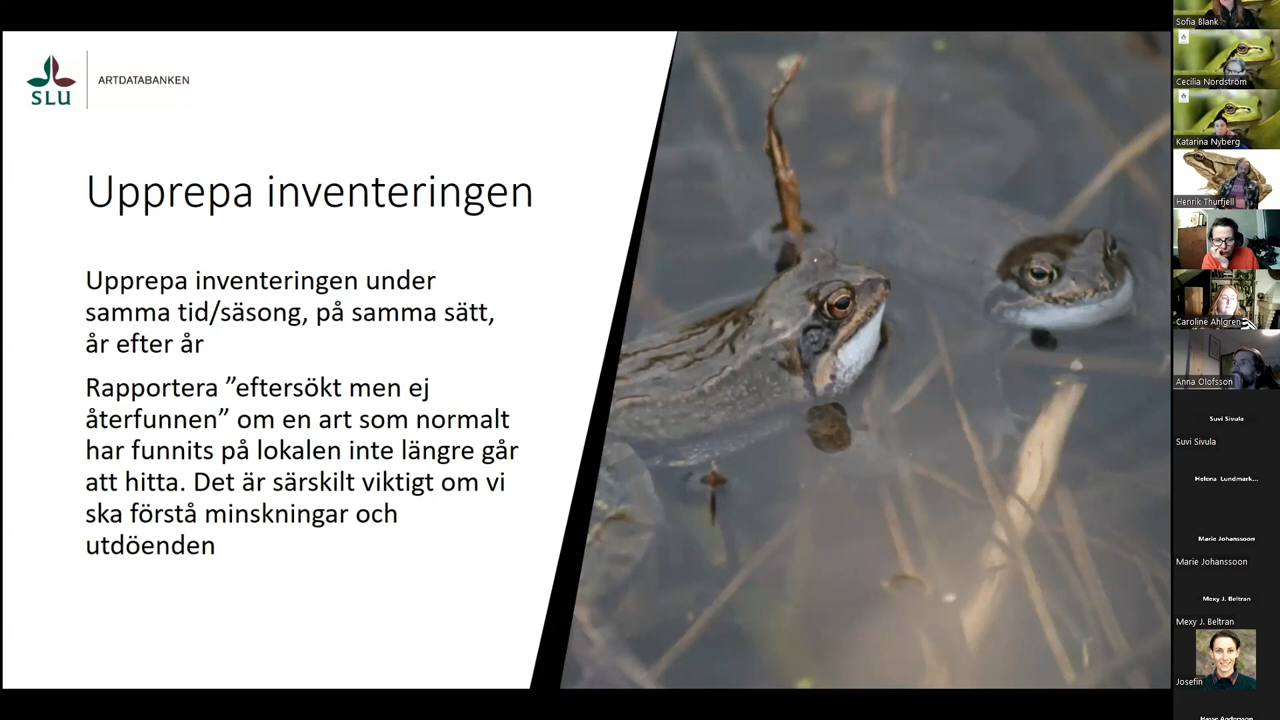 SLU
ARTDATABANKEN
Upprepa inventeringen
Upprepa inventeringen under
samma tid/säsong, på samma sätt,
år efter år
Rapportera ”eftersökt men ej
återfunnen” om en art som normalt
har funnits på lokalen inte längre går
att hitta. Det är särskilt viktigt om vi
ska förstå minskningar och
utdöenden
Sofia Blank
Cecilia Nordström
Katarina Nyberg
Henrik Thurfjell
Caroline Ahlgren
Anna Olofsson
Suvi Sivula
Suvi Sivula
Helena Lundmark...
Marie Johanssoon
Marie Johanssoon
Mexy J. Beltran
Mexy J. Beltran
Josefin